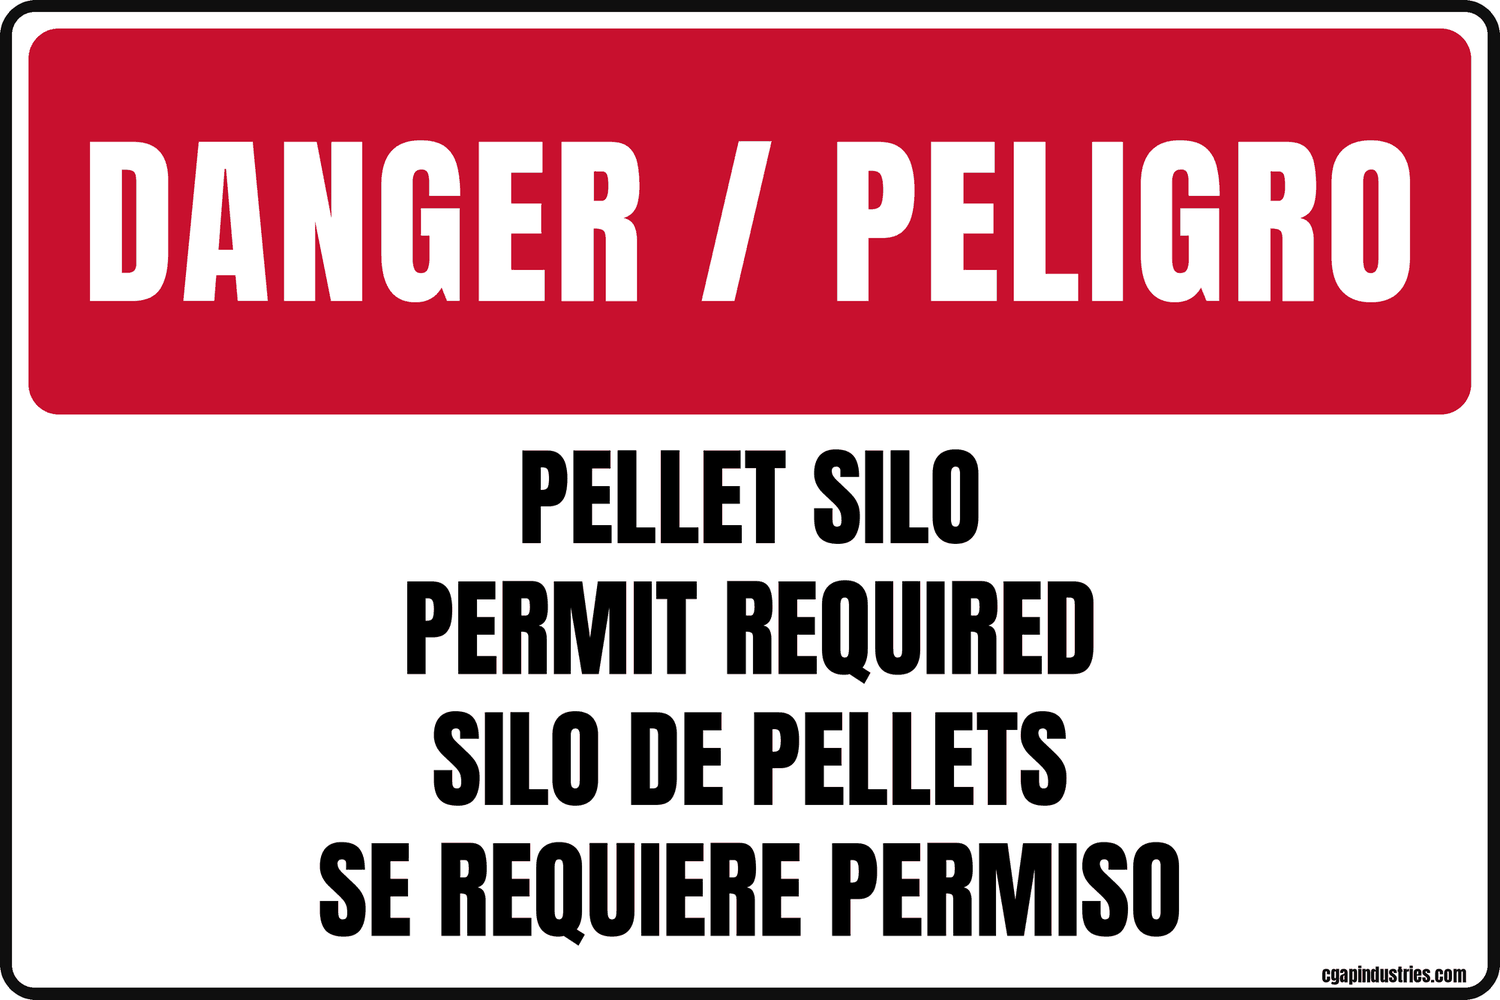 DANGER / PELIGRO
PELLET SILO
PERMIT REQUIRED
SILO DE PELLETS
SE REQUIERE PERMISO
cgapindustries.com